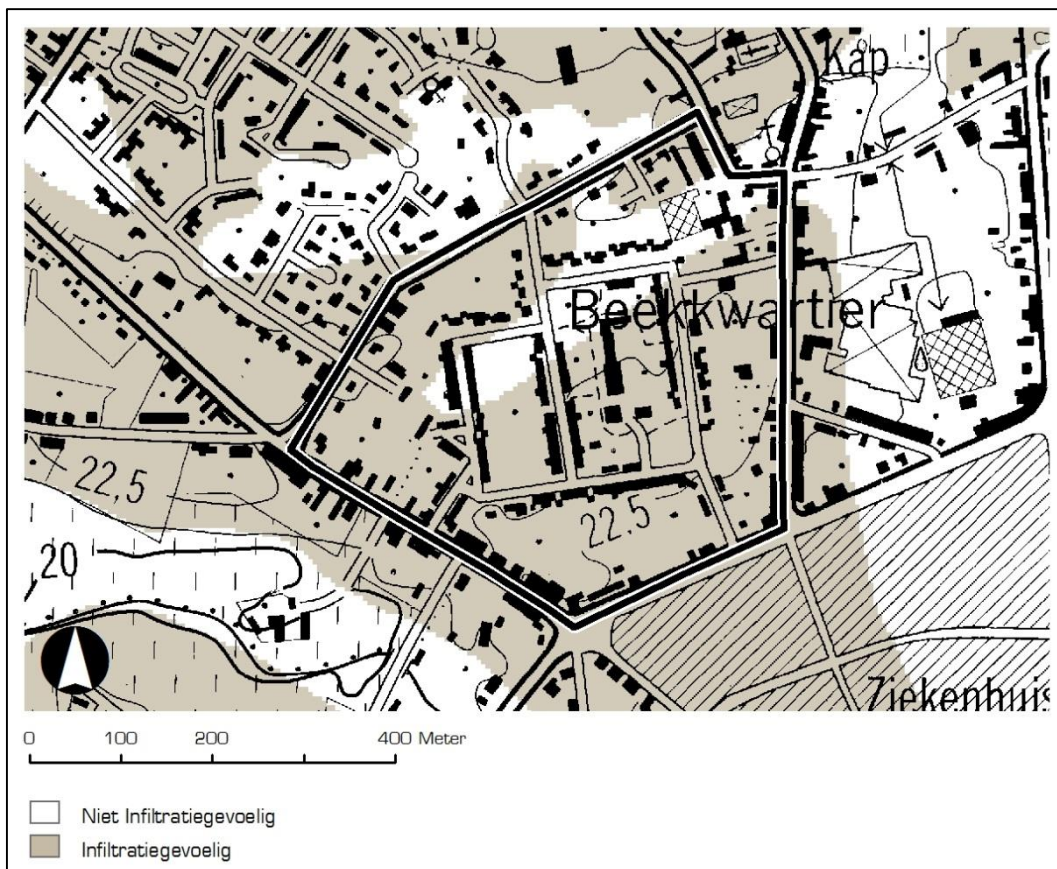 Kap
Beekkwartier
22,5
22.5
20
Ziekenhuis
0 100 200 400 Meter
Niet Infiltratiegevoelig
Infiltratiegevoelig